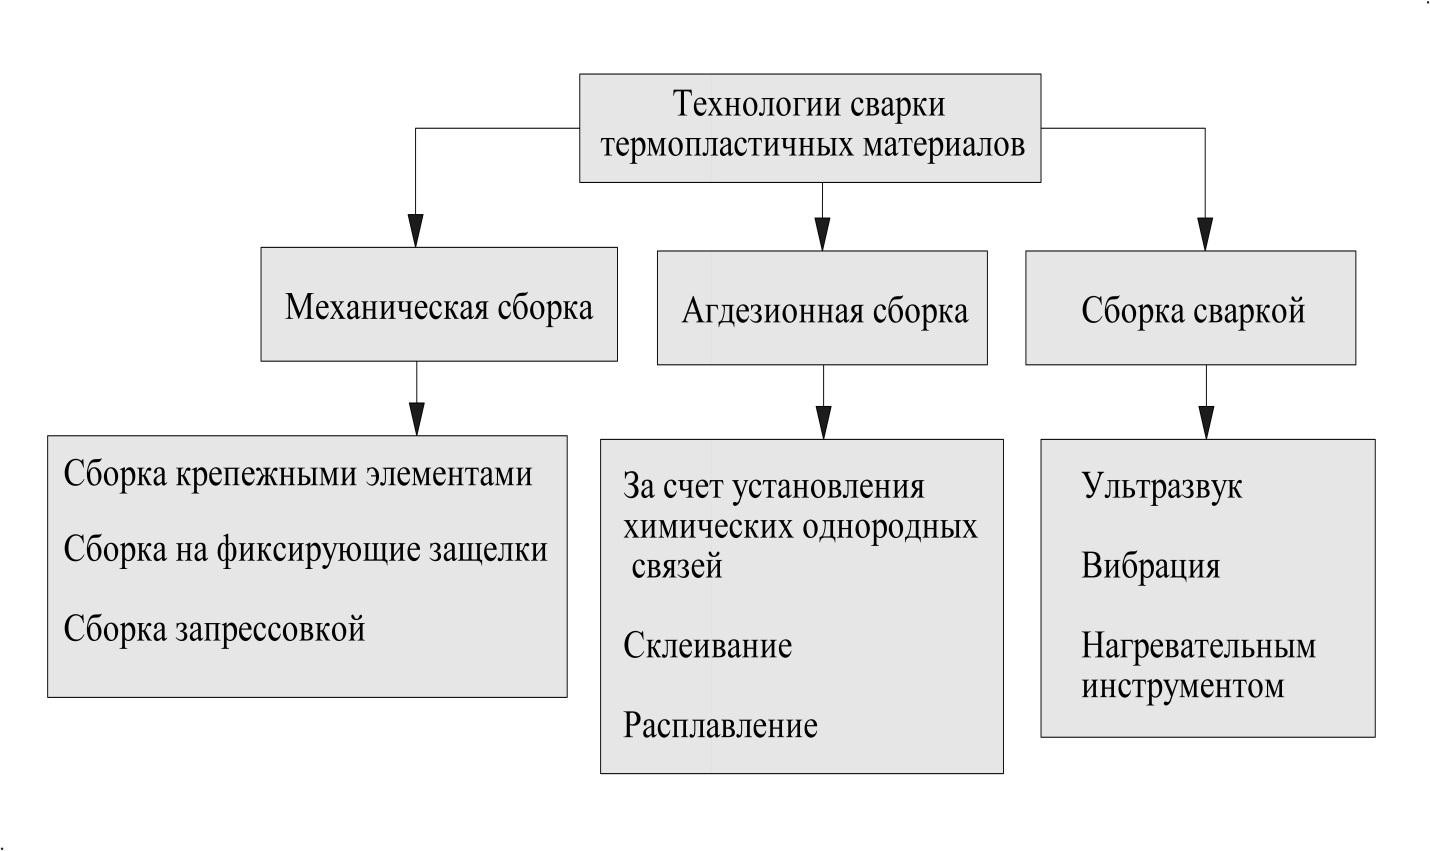 Технологии сварки
термопластичных материалов
Механическая сборка
Агдезионная сборка
Сборка сваркой
Сборка крепежными элементами
Сборка на фиксирующие защелки
Сборка запрессовкой
За счет установления
химических однородных
связей
Склеивание
Расплавление
Ультразвук
Вибрация
Нагревательным
инструментом